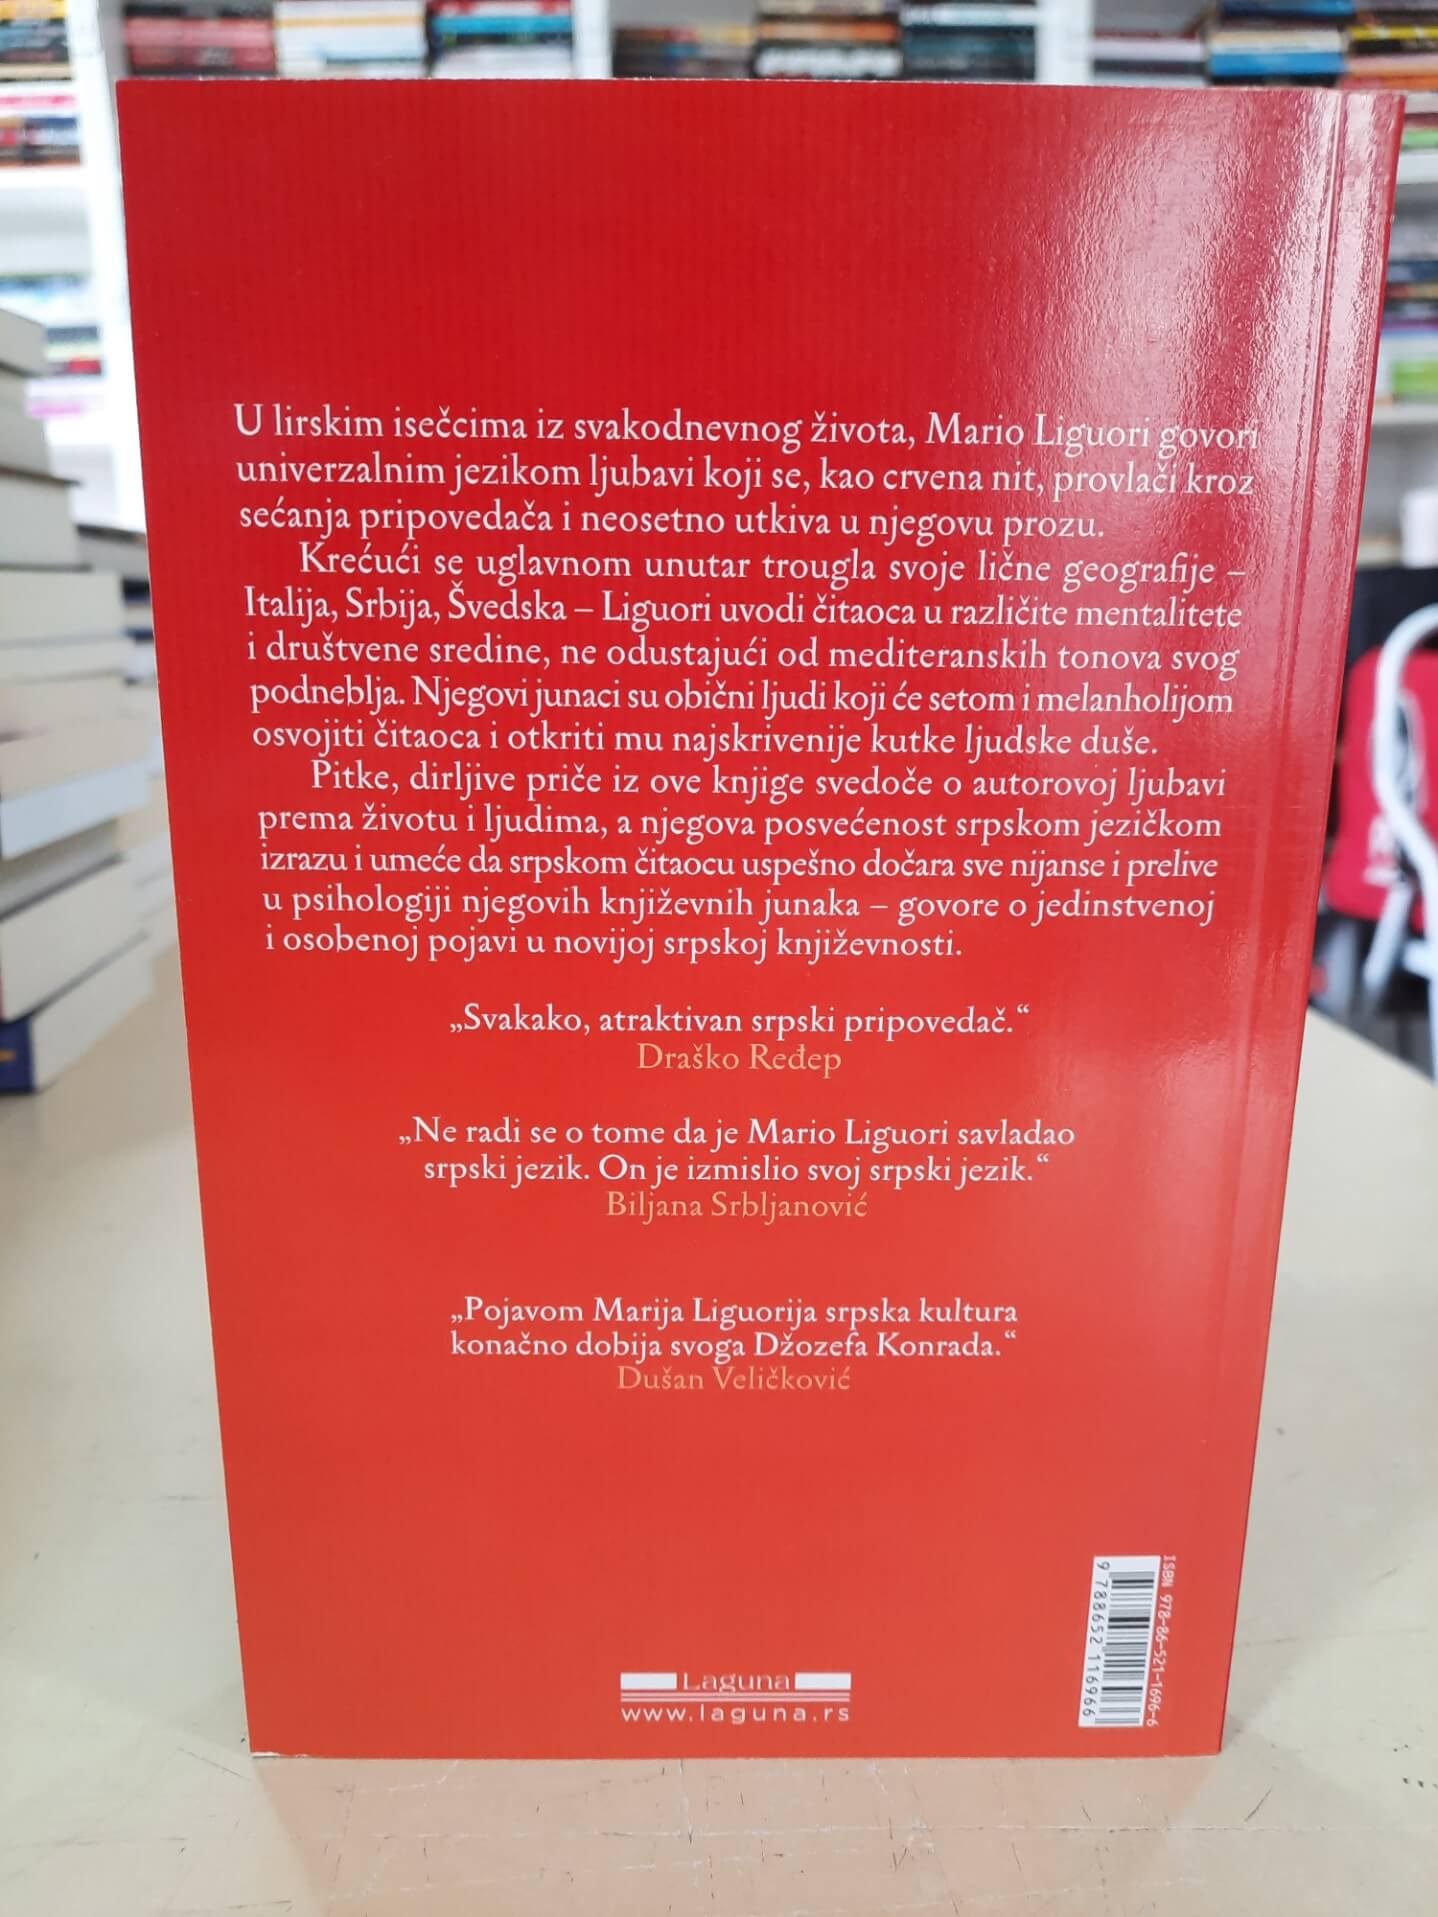 U lirskim isečcima iz svakodnevnog života, Mario Liguori govori
univerzalnim jezikom ljubavi koji se, kao crvena nit, provlači kroz
sećanja pripovedača i neosetno utkiva u njegovu prozu.
Krećući se uglavnom unutar trougla svoje lične geografije –
Italija, Srbija, Švedska – Liguori uvodi čitaoca u različite mentalitete
i društvene sredine, ne odustajući od mediteranskih tonova svog
podneblja. Njegovi junaci su obični ljudi koji će setom i melanholijom
osvojiti čitaoca i otkriti mu najskrivenije kutke ljudske duše.
Pitke, dirljive priče iz ove knjige svedoče o autorovoj ljubavi
prema životu i ljudima, a njegova posvećenost srpskom jezičkom
izrazu i umeće da srpskom čitaocu uspešno dočara sve nijanse i prelive
u psihologiji njegovih književnih junaka – govore o jedinstvenoj
i osobenoj pojavi u novijoj srpskoj književnosti.
„Svakako, atraktivan srpski pripovedač.“
Draško Ređep
„Ne radi se o tome da je Mario Liguori savladao
srpski jezik. On je izmislio svoj srpski jezik.“
Biljana Srbljanović
„Pojavom Marija Liguorija srpska kultura
konačno dobija svoga Džozefa Konrada.“
Dušan Veličković
Laguna
www.laguna.rs
ISBN 978-86-521-1696-6
9 788652 116966